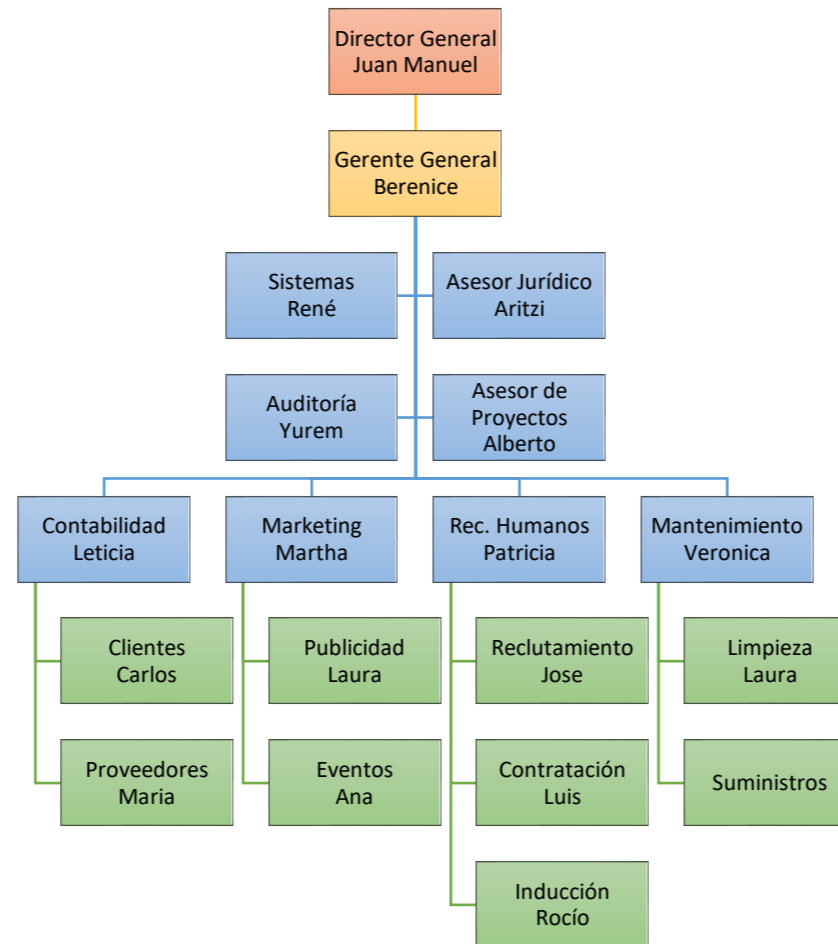 Director General
Juan Manuel
Gerente General
Berenice
Sistemas
René
Asesor Jurídico
Aritzi
Auditoría
Yurem
Asesor de
Proyectos
Alberto
Contabilidad
Leticia
Marketing
Martha
Rec. Humanos
Patricia
Mantenimiento
Veronica
Clientes
Carlos
Publicidad
Laura
Reclutamiento
Jose
Limpieza
Laura
Proveedores
Maria
Eventos
Ana
Contratación
Luis
Suministros
Inducción
Rocío